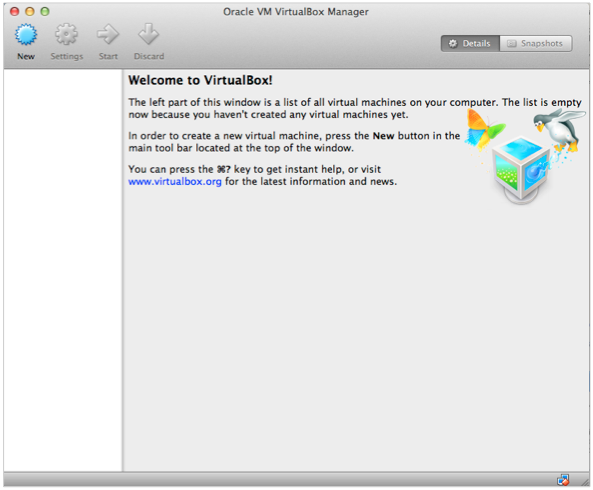 Oracle VM VirtualBox Manager
New Settings Start Discard Details Snapshots
Welcome to VirtualBox!
The left part of this window is a list of all virtual machines on your computer. The list is empty
now because you haven't created any virtual machines yet.
In order to create a new virtual machine, press the New button in the
main tool bar located at the top of the window.
You can press the ⌘? key to get instant help, or visit
www.virtualbox.org for the latest information and news.